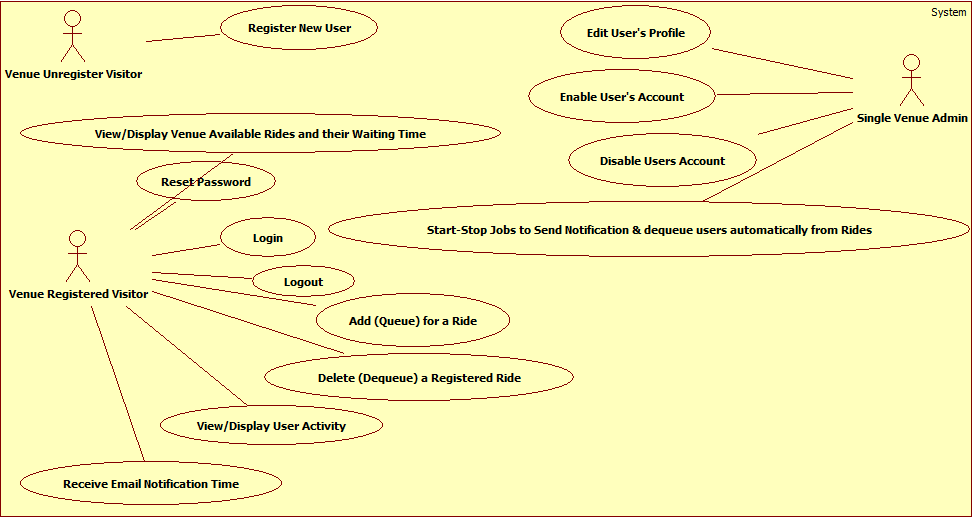 System
Register New User
Edit User's Profile
Venue Unregister Visitor
Enable User's Account
Single Venue Admin
View/Display Venue Available Rides and their Waiting Time
Disable Users Account
Reset Password
Start-Stop Jobs to Send Notification & dequeue users automatically from Rides
Login
Logout
Venue Registered Visitor
Add (Queue) for a Ride
Delete (Dequeue) a Registered Ride
View/Display User Activity
Receive Email Notification Time